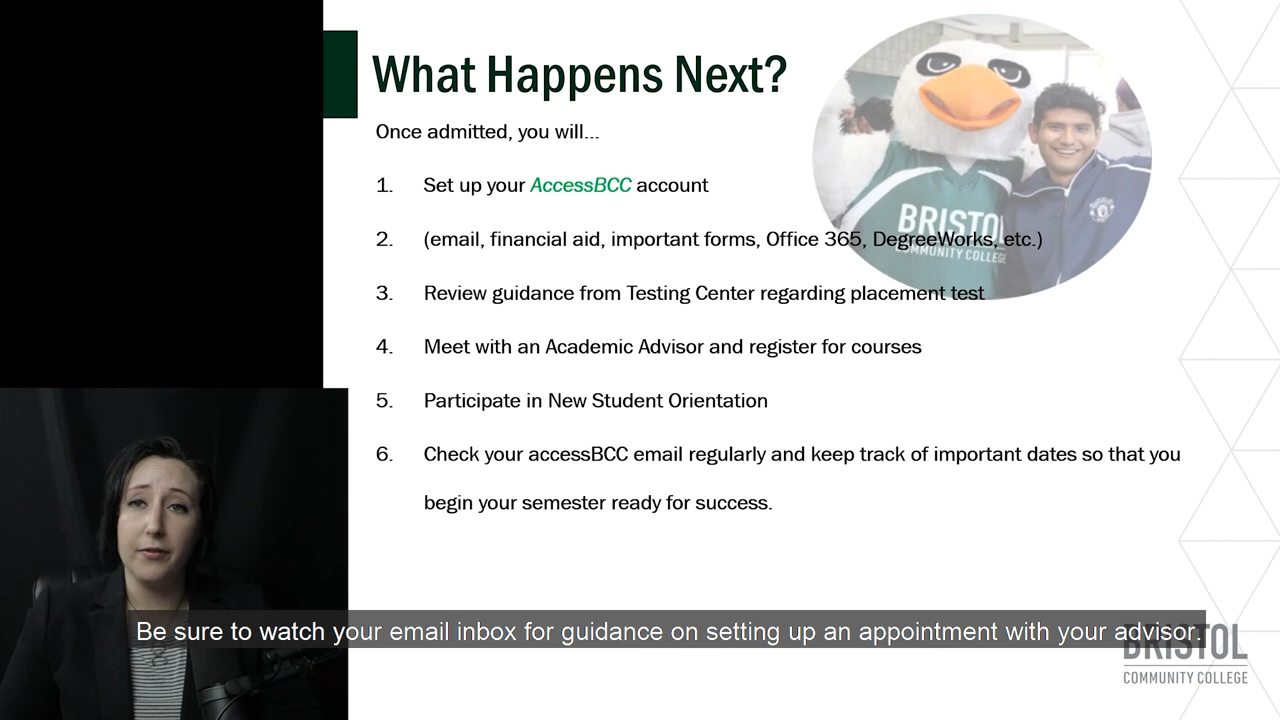 What Happens Next?
Once admitted, you will...
1. Set up your AccessBCC account
2. (email, financial aid, important forms, Office 365, DegreeWorks, etc.)
3. Review guidance from Testing Center regarding placement test
4. Meet with an Academic Advisor and register for courses
5. Participate in New Student Orientation
6. Check your accessBCC email regularly and keep track of important dates so that you
begin your semester ready for success.
BRISTOL
COMMUNITY COLLEGE
Be sure to watch your email inbox for guidance on setting up an appointment with your advisor.
BRISTOL
COMMUNITY COLLEGE